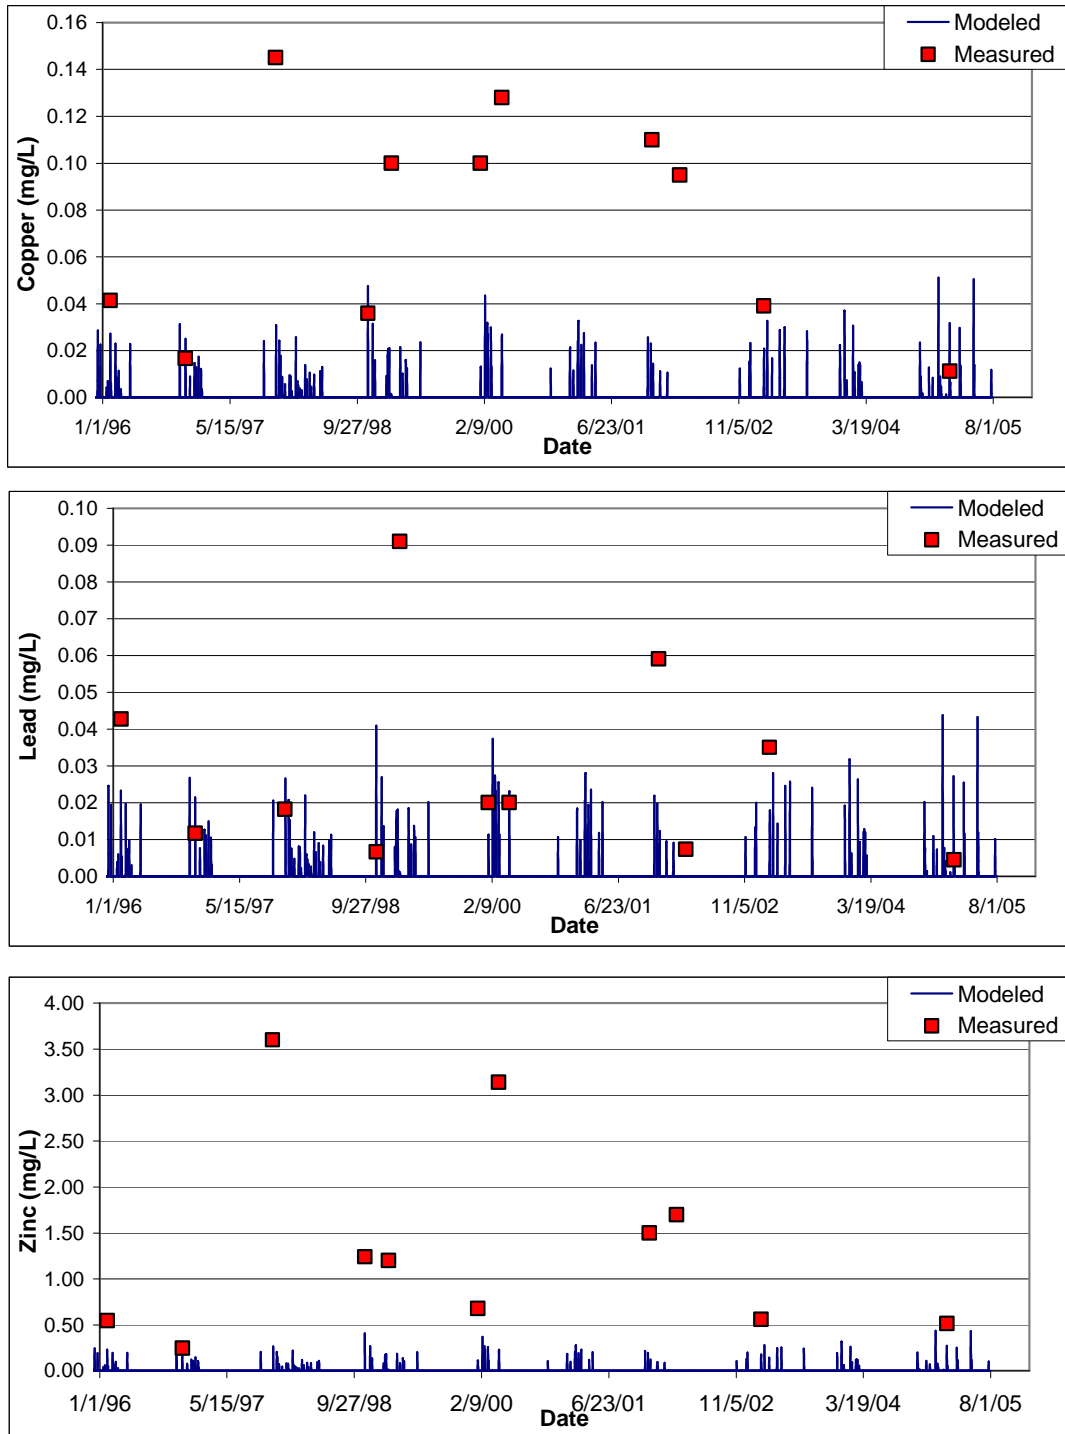 0.16
0.14
0.12
0.10
0.08
0.06
0.04
0.02
0.00
Copper (mg/L)
Modeled
Measured
1/1/96 5/15/97 9/27/98 2/9/00 6/23/01 11/5/02 3/19/04 8/1/05
Date
0.10
0.09
0.08
0.07
0.06
0.05
0.04
0.03
0.02
0.01
0.00
Lead (mg/L)
Modeled
Measured
1/1/96 5/15/97 9/27/98 2/9/00 6/23/01 11/5/02 3/19/04 8/1/05
Date
4.00
3.50
3.00
2.50
2.00
1.50
1.00
0.50
0.00
Zinc (mg/L)
Modeled
Measured
1/1/96 5/15/97 9/27/98 2/9/00 6/23/01 11/5/02 3/19/04 8/1/05
Date